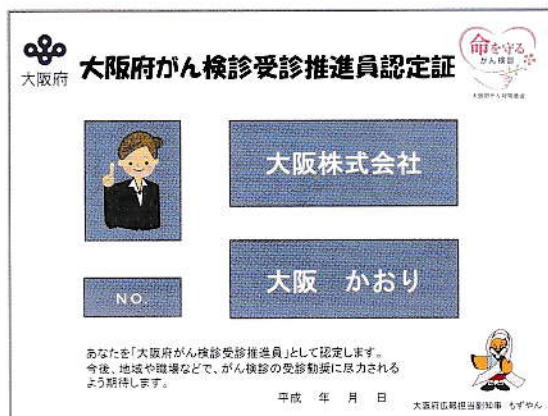 大阪府
大阪府がん検診受診推進員認定証
命を守る
がん検診
大阪株式会社
大阪 かおり
NO.
あなたを「大阪府がん検診受診推進員」として認定します。
今後、地域や職場などで、がん検診の受診勧奨に尽力される
よう期待します。
平成 年 月 日
大阪府広報担当副知事 もずやん